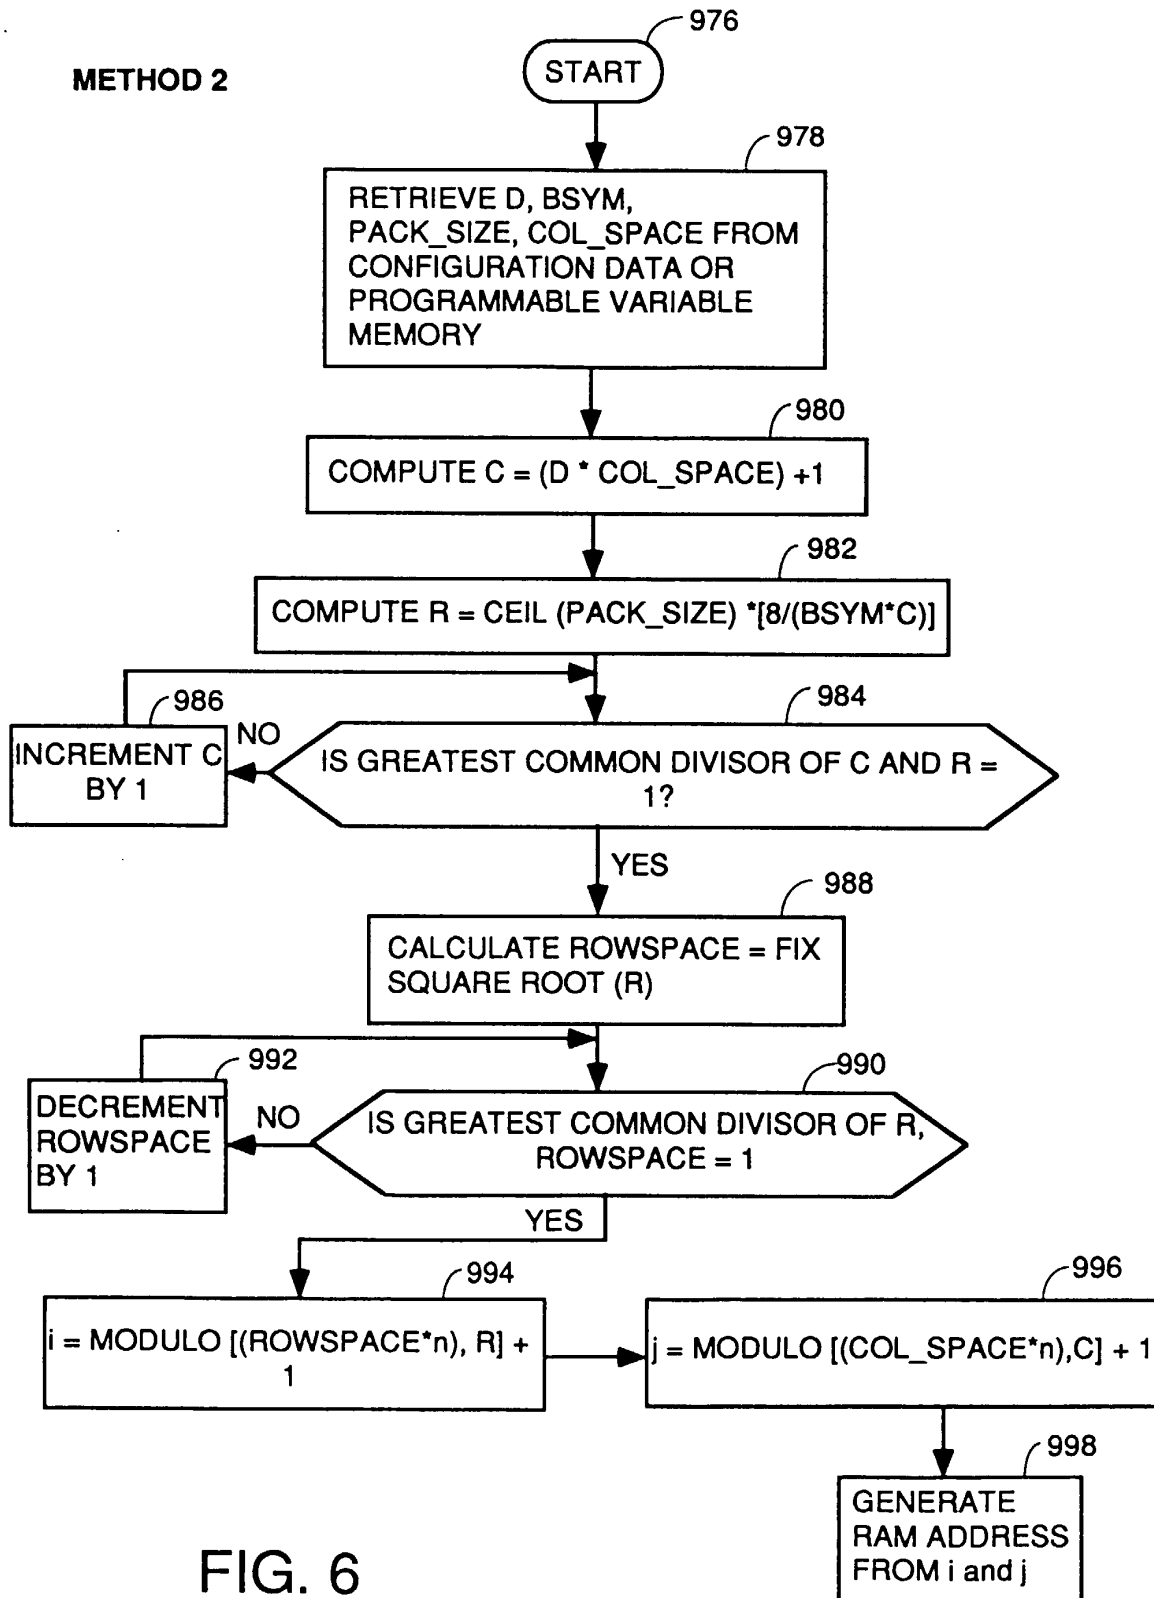 976
METHOD 2
START
978
RETRIEVE D, BSYM,
PACK_SIZE, COL_SPACE FROM
CONFIGURATION DATA OR
PROGRAMMABLE VARIABLE
MEMORY
980
COMPUTE C = (D * COL_SPACE) +1
982
COMPUTE R = CEIL (PACK_SIZE) *[8/(BSYM*C)]
986
984
INCREMENT C
BY 1
NO
IS GREATEST COMMON DIVISOR OF C AND R =
1?
YES
988
CALCULATE ROWSPACE = FIX
SQUARE ROOT (R)
992
990
DECREMENT
ROWSPACE
BY 1
NO
IS GREATEST COMMON DIVISOR OF R,
ROWSPACE = 1
YES
994
996
i = MODULO [(ROWSPACE*n), R] +
1
j = MODULO [(COL_SPACE*n),C] + 1
998
GENERATE
RAM ADDRESS
FROM i and j
FIG. 6